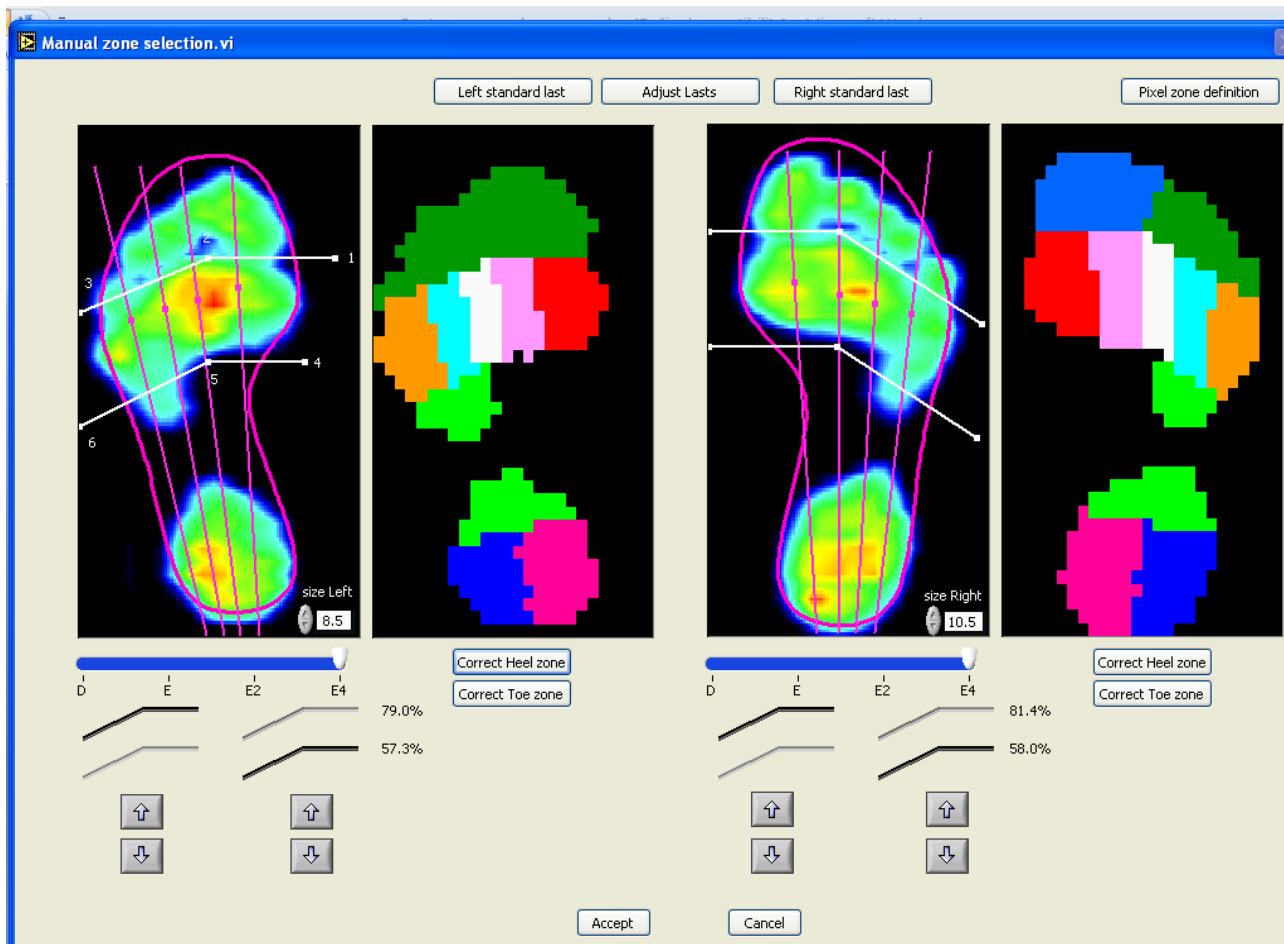 Manual zone selection.vi
Left standard last
Adjust Lasts
Right standard last
Pixel zone definition
2
1
3
4
5
6
size Left
8.5
size Right
10.5
D E E2 E4
Correct Heel zone
Correct Toe zone
79.0%
57.3%
D E E2 E4
Correct Heel zone
Correct Toe zone
81.4%
58.0%
Accept
Cancel